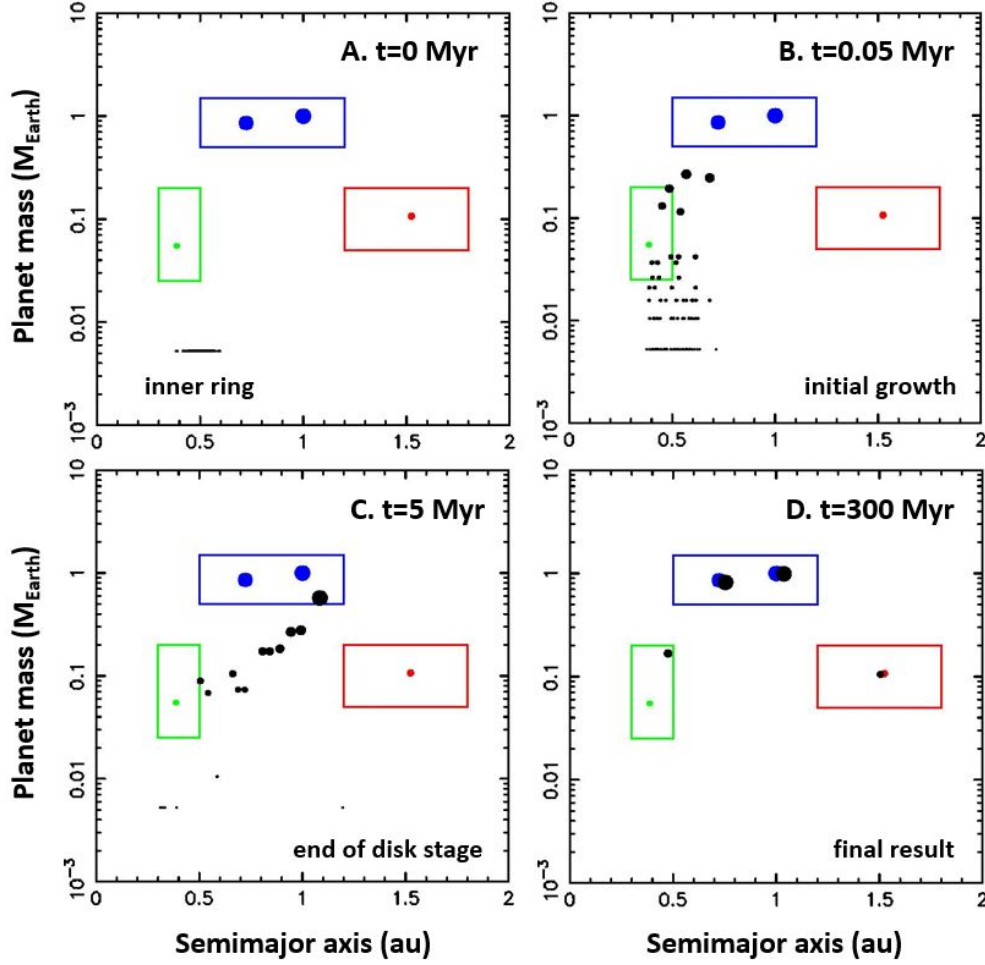 A. t=0 Myr
B. t=0.05 Myr
Planet mass (M_Earth)
10
1
0.1
0.01
10⁻³
10
1
0.1
0.01
10⁻³
inner ring
initial growth
0 0.5 1 1.5 2
0 0.5 1 1.5 2
C. t=5 Myr
D. t=300 Myr
Planet mass (M_Earth)
10
1
0.1
0.01
10⁻³
10
1
0.1
0.01
10⁻³
end of disk stage
final result
0 0.5 1 1.5 2
0 0.5 1 1.5 2
Semimajor axis (au)
Semimajor axis (au)